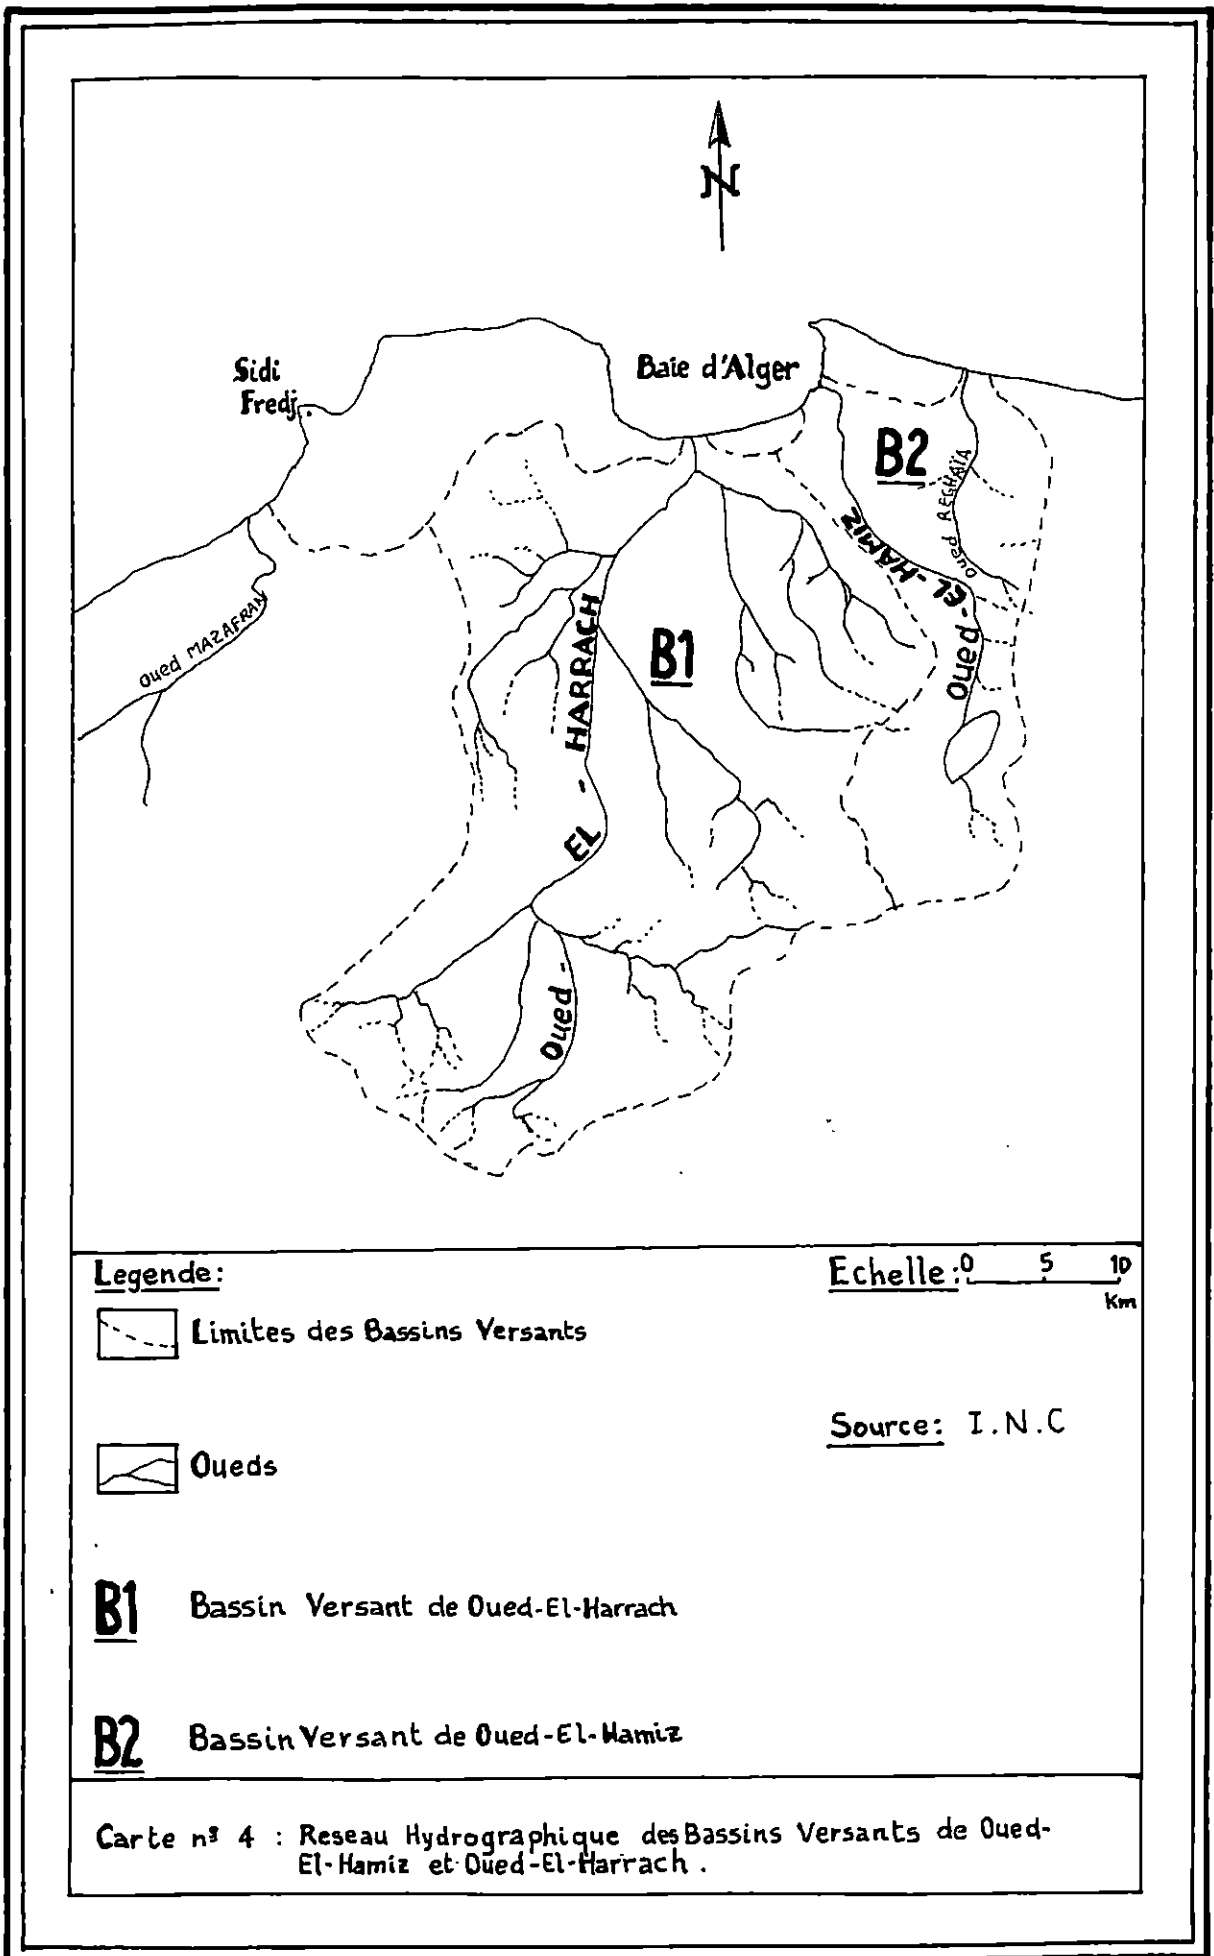 N
Sidi
Fredj.
Baie d'Alger
B2
Oued REGHAÏA
Oued - EL-HAMIZ
Oued MAZAFRAN
B1
Oued - EL - HARRACH
Legende:
Echelle: 0 5 10
Km
Limites des Bassins Versants
Source: I.N.C
Oueds
B1 Bassin Versant de Oued-El-Harrach
B2 Bassin Versant de Oued-El-Hamiz
Carte nº 4 : Reseau Hydrographique des Bassins Versants de Oued-
El-Hamiz et Oued-El-Harrach.